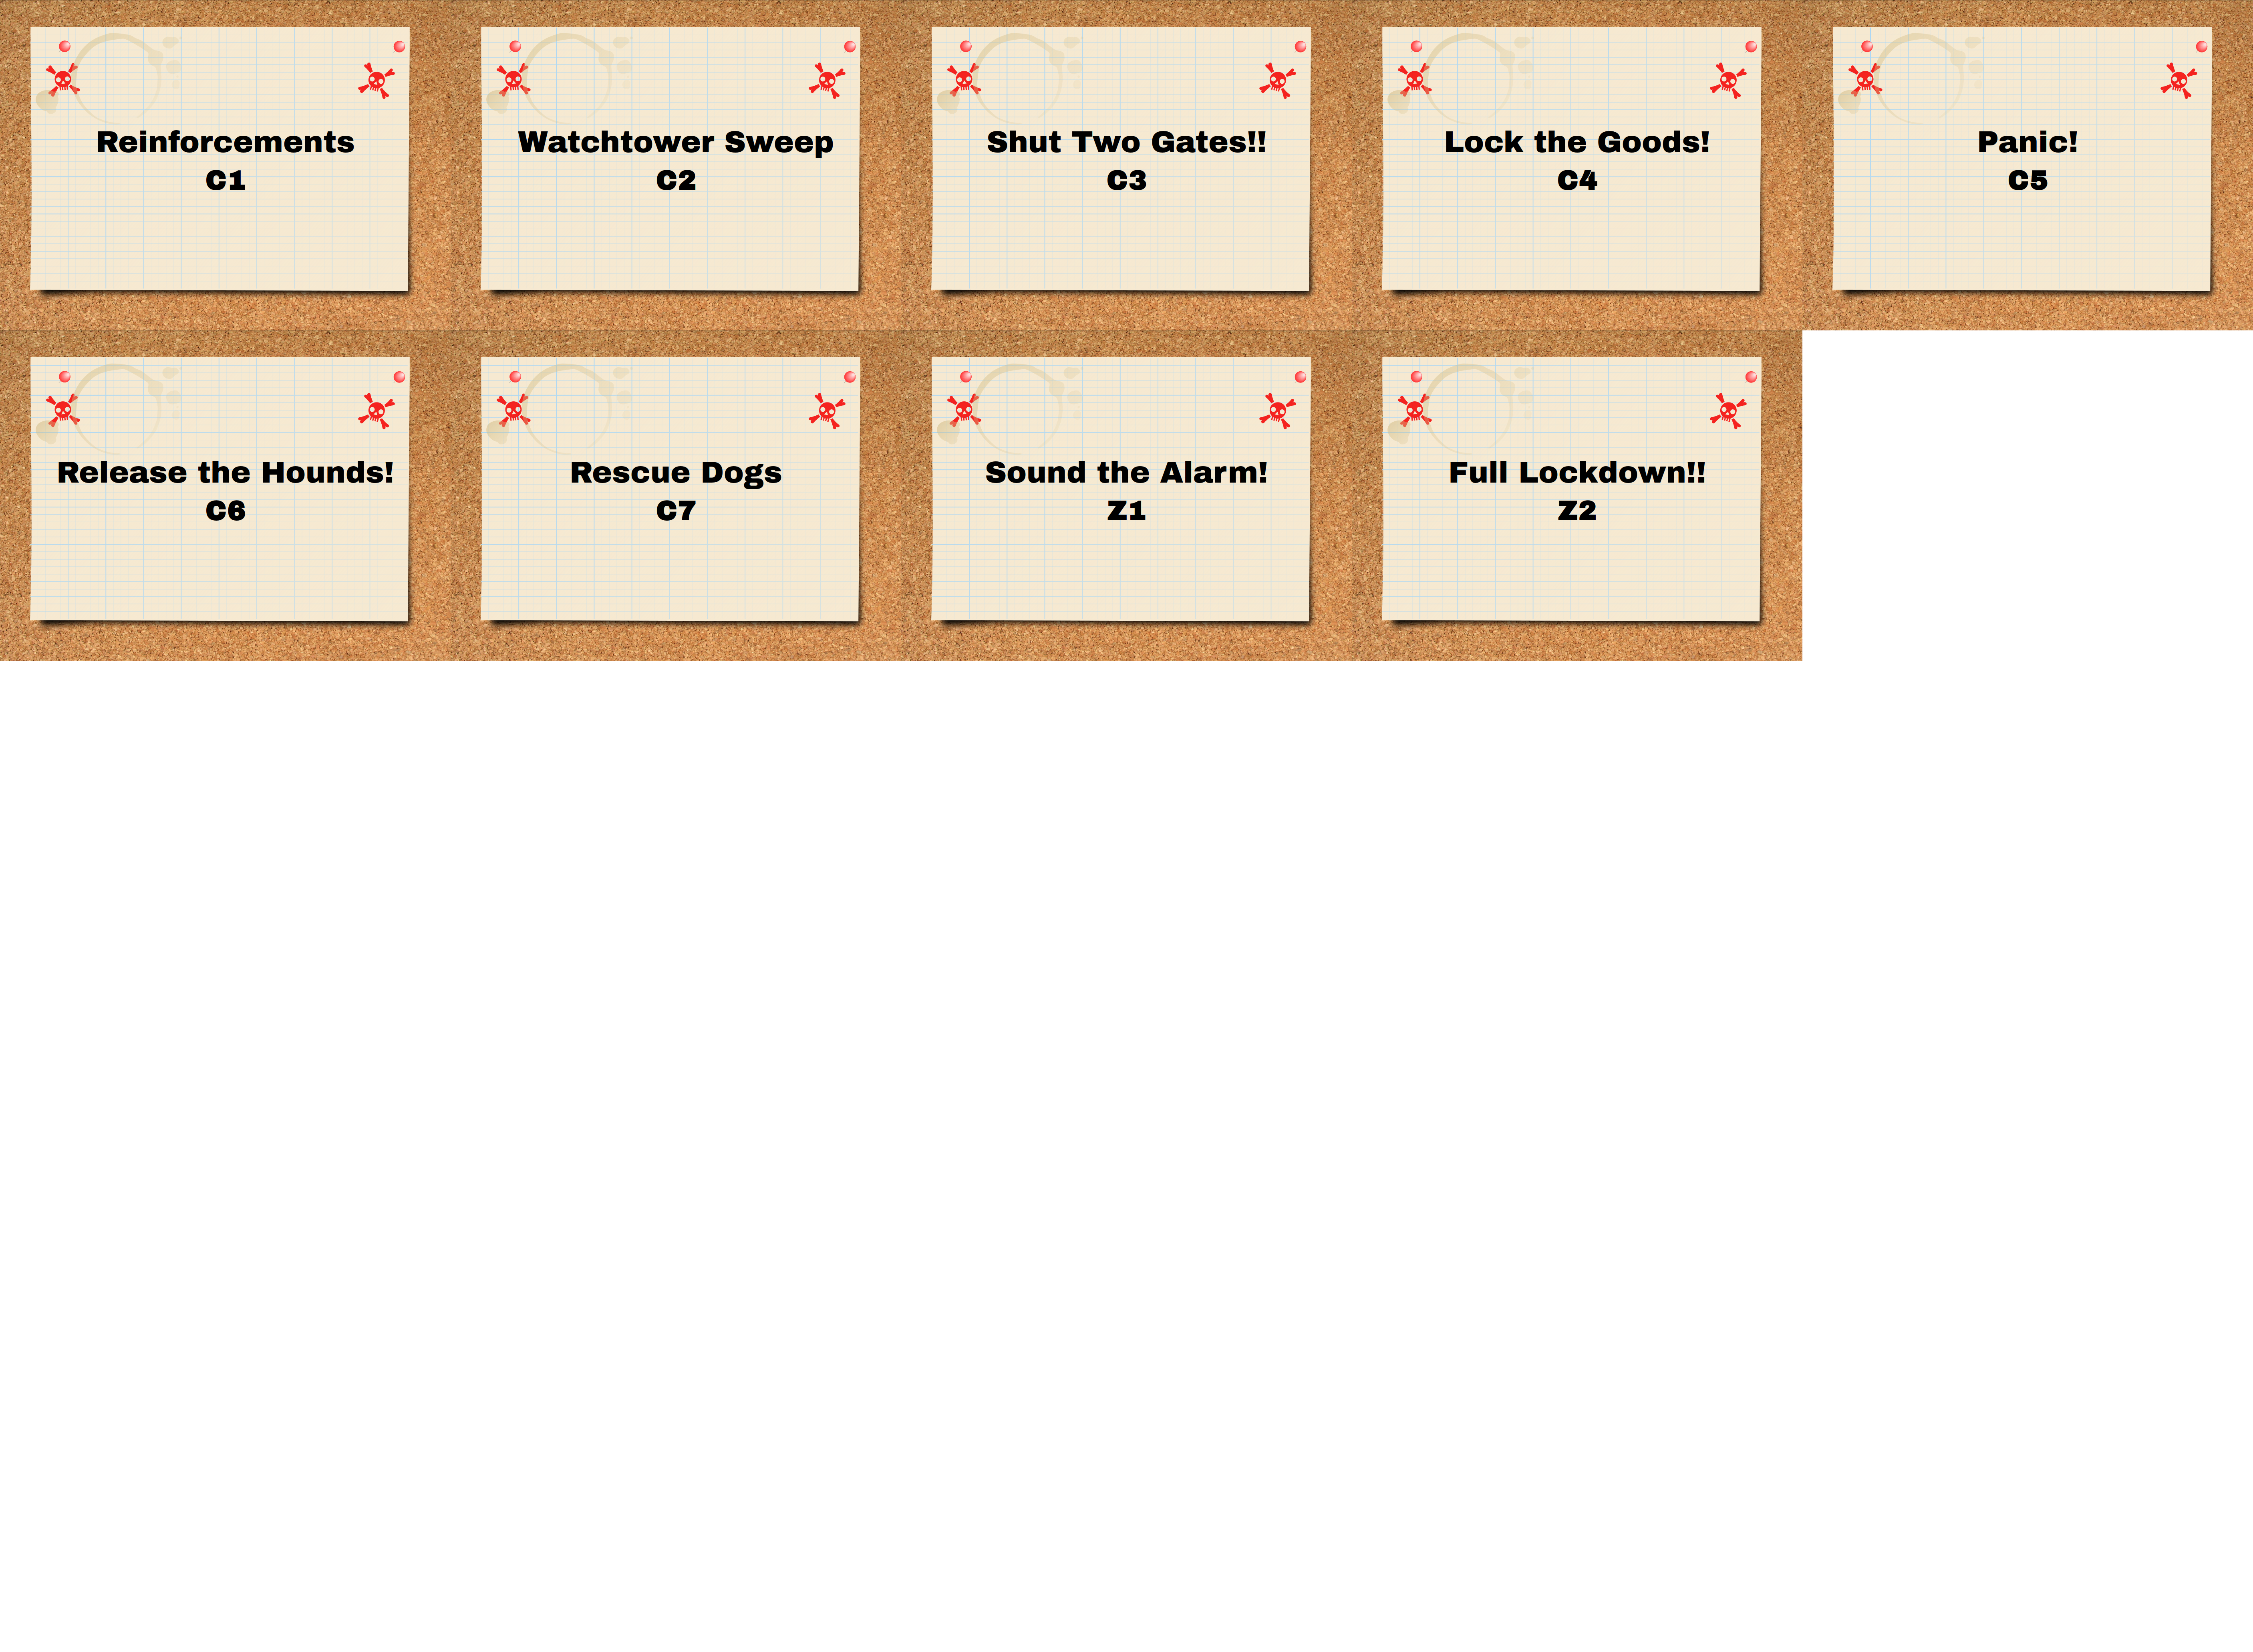 Reinforcements
C1
Watchtower Sweep
C2
Shut Two Gates!!
C3
Lock the Goods!
C4
Panic!
C5
Release the Hounds!
C6
Rescue Dogs
C7
Sound the Alarm!
Z1
Full Lockdown!!
Z2